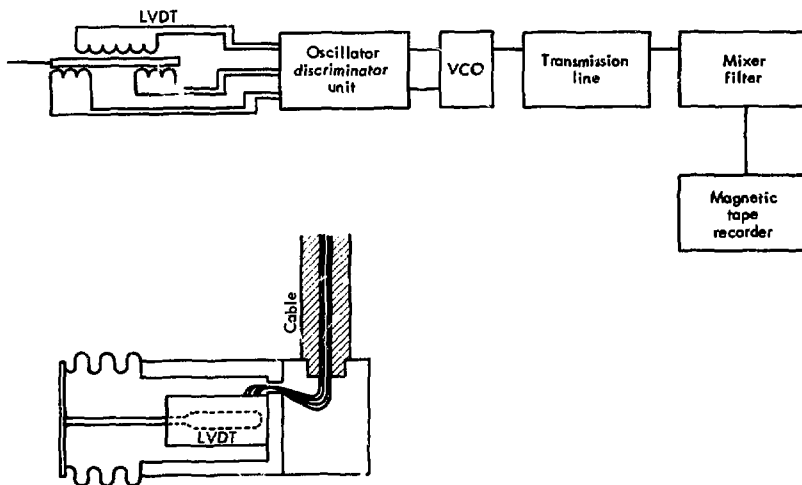 LVDT
Oscillator
discriminator
unit
VCO
Transmission
line
Mixer
filter
Magnetic
tape
recorder
Cable
LVDT